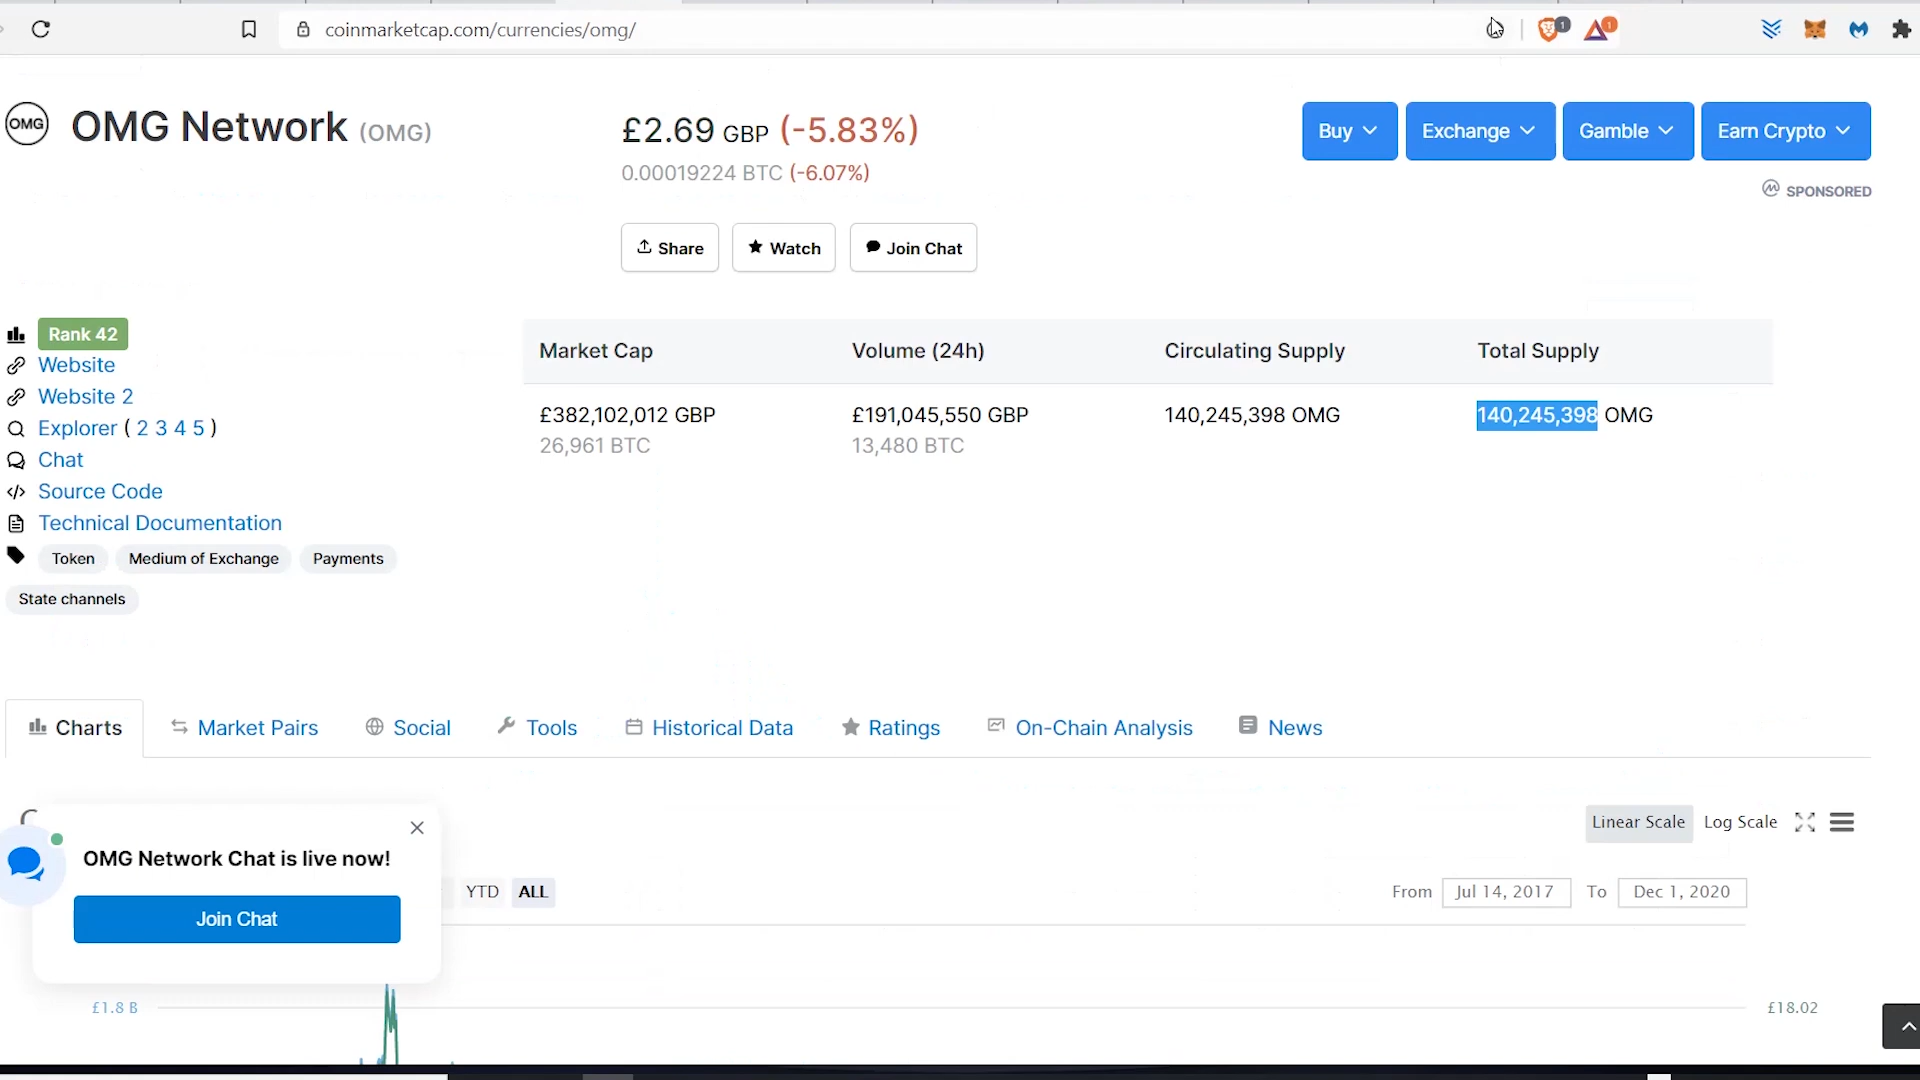 coinmarketcap.com/currencies/omg/
1
1
OMG
OMG Network (OMG)
£2.69 GBP (-5.83%)
0.00019224 BTC (-6.07%)
Buy
Exchange
Gamble
Earn Crypto
SPONSORED
Share
Watch
Join Chat
Rank 42
Website
Website 2
Explorer ( 2 3 4 5 )
Chat
Source Code
Technical Documentation
Token
Medium of Exchange
Payments
State channels
Market Cap
Volume (24h)
Circulating Supply
Total Supply
£382,102,012 GBP
£191,045,550 GBP
140,245,398 OMG
140,245,398 OMG
26,961 BTC
13,480 BTC
Charts
Market Pairs
Social
Tools
Historical Data
Ratings
On-Chain Analysis
News
Linear Scale
Log Scale
OMG Network Chat is live now!
Join Chat
YTD
ALL
From
Jul 14, 2017
To
Dec 1, 2020
£1.8 B
£18.02